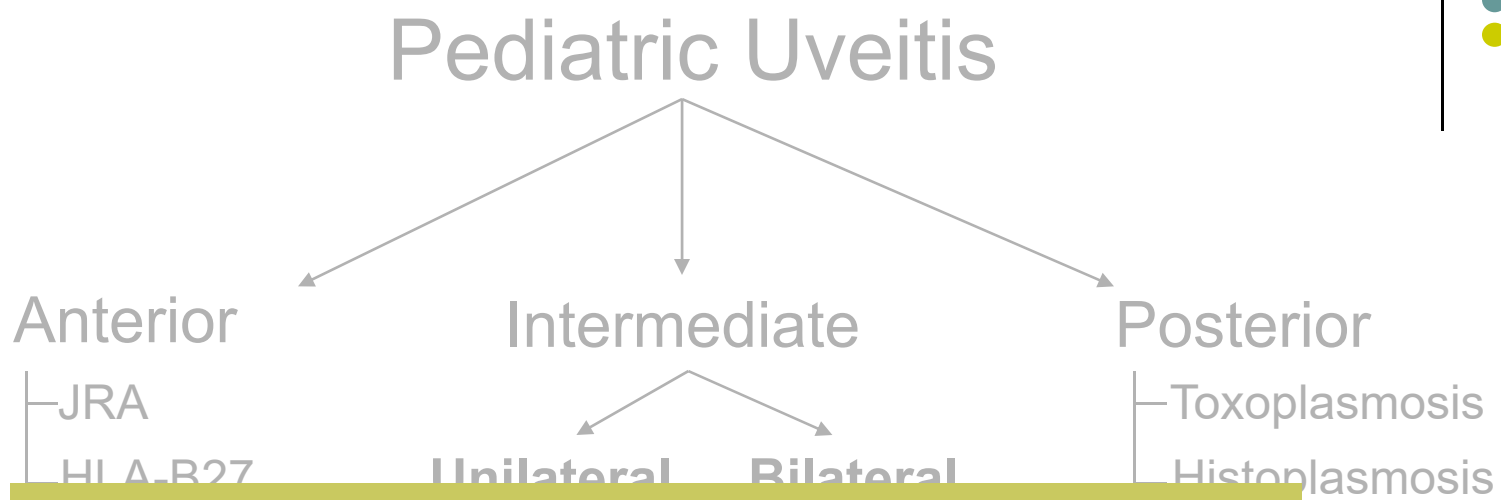 Pediatric Uveitis
Anterior Intermediate Posterior
JRA Toxoplasmosis
HLA-B27 Unilateral Bilateral Histoplasmosis